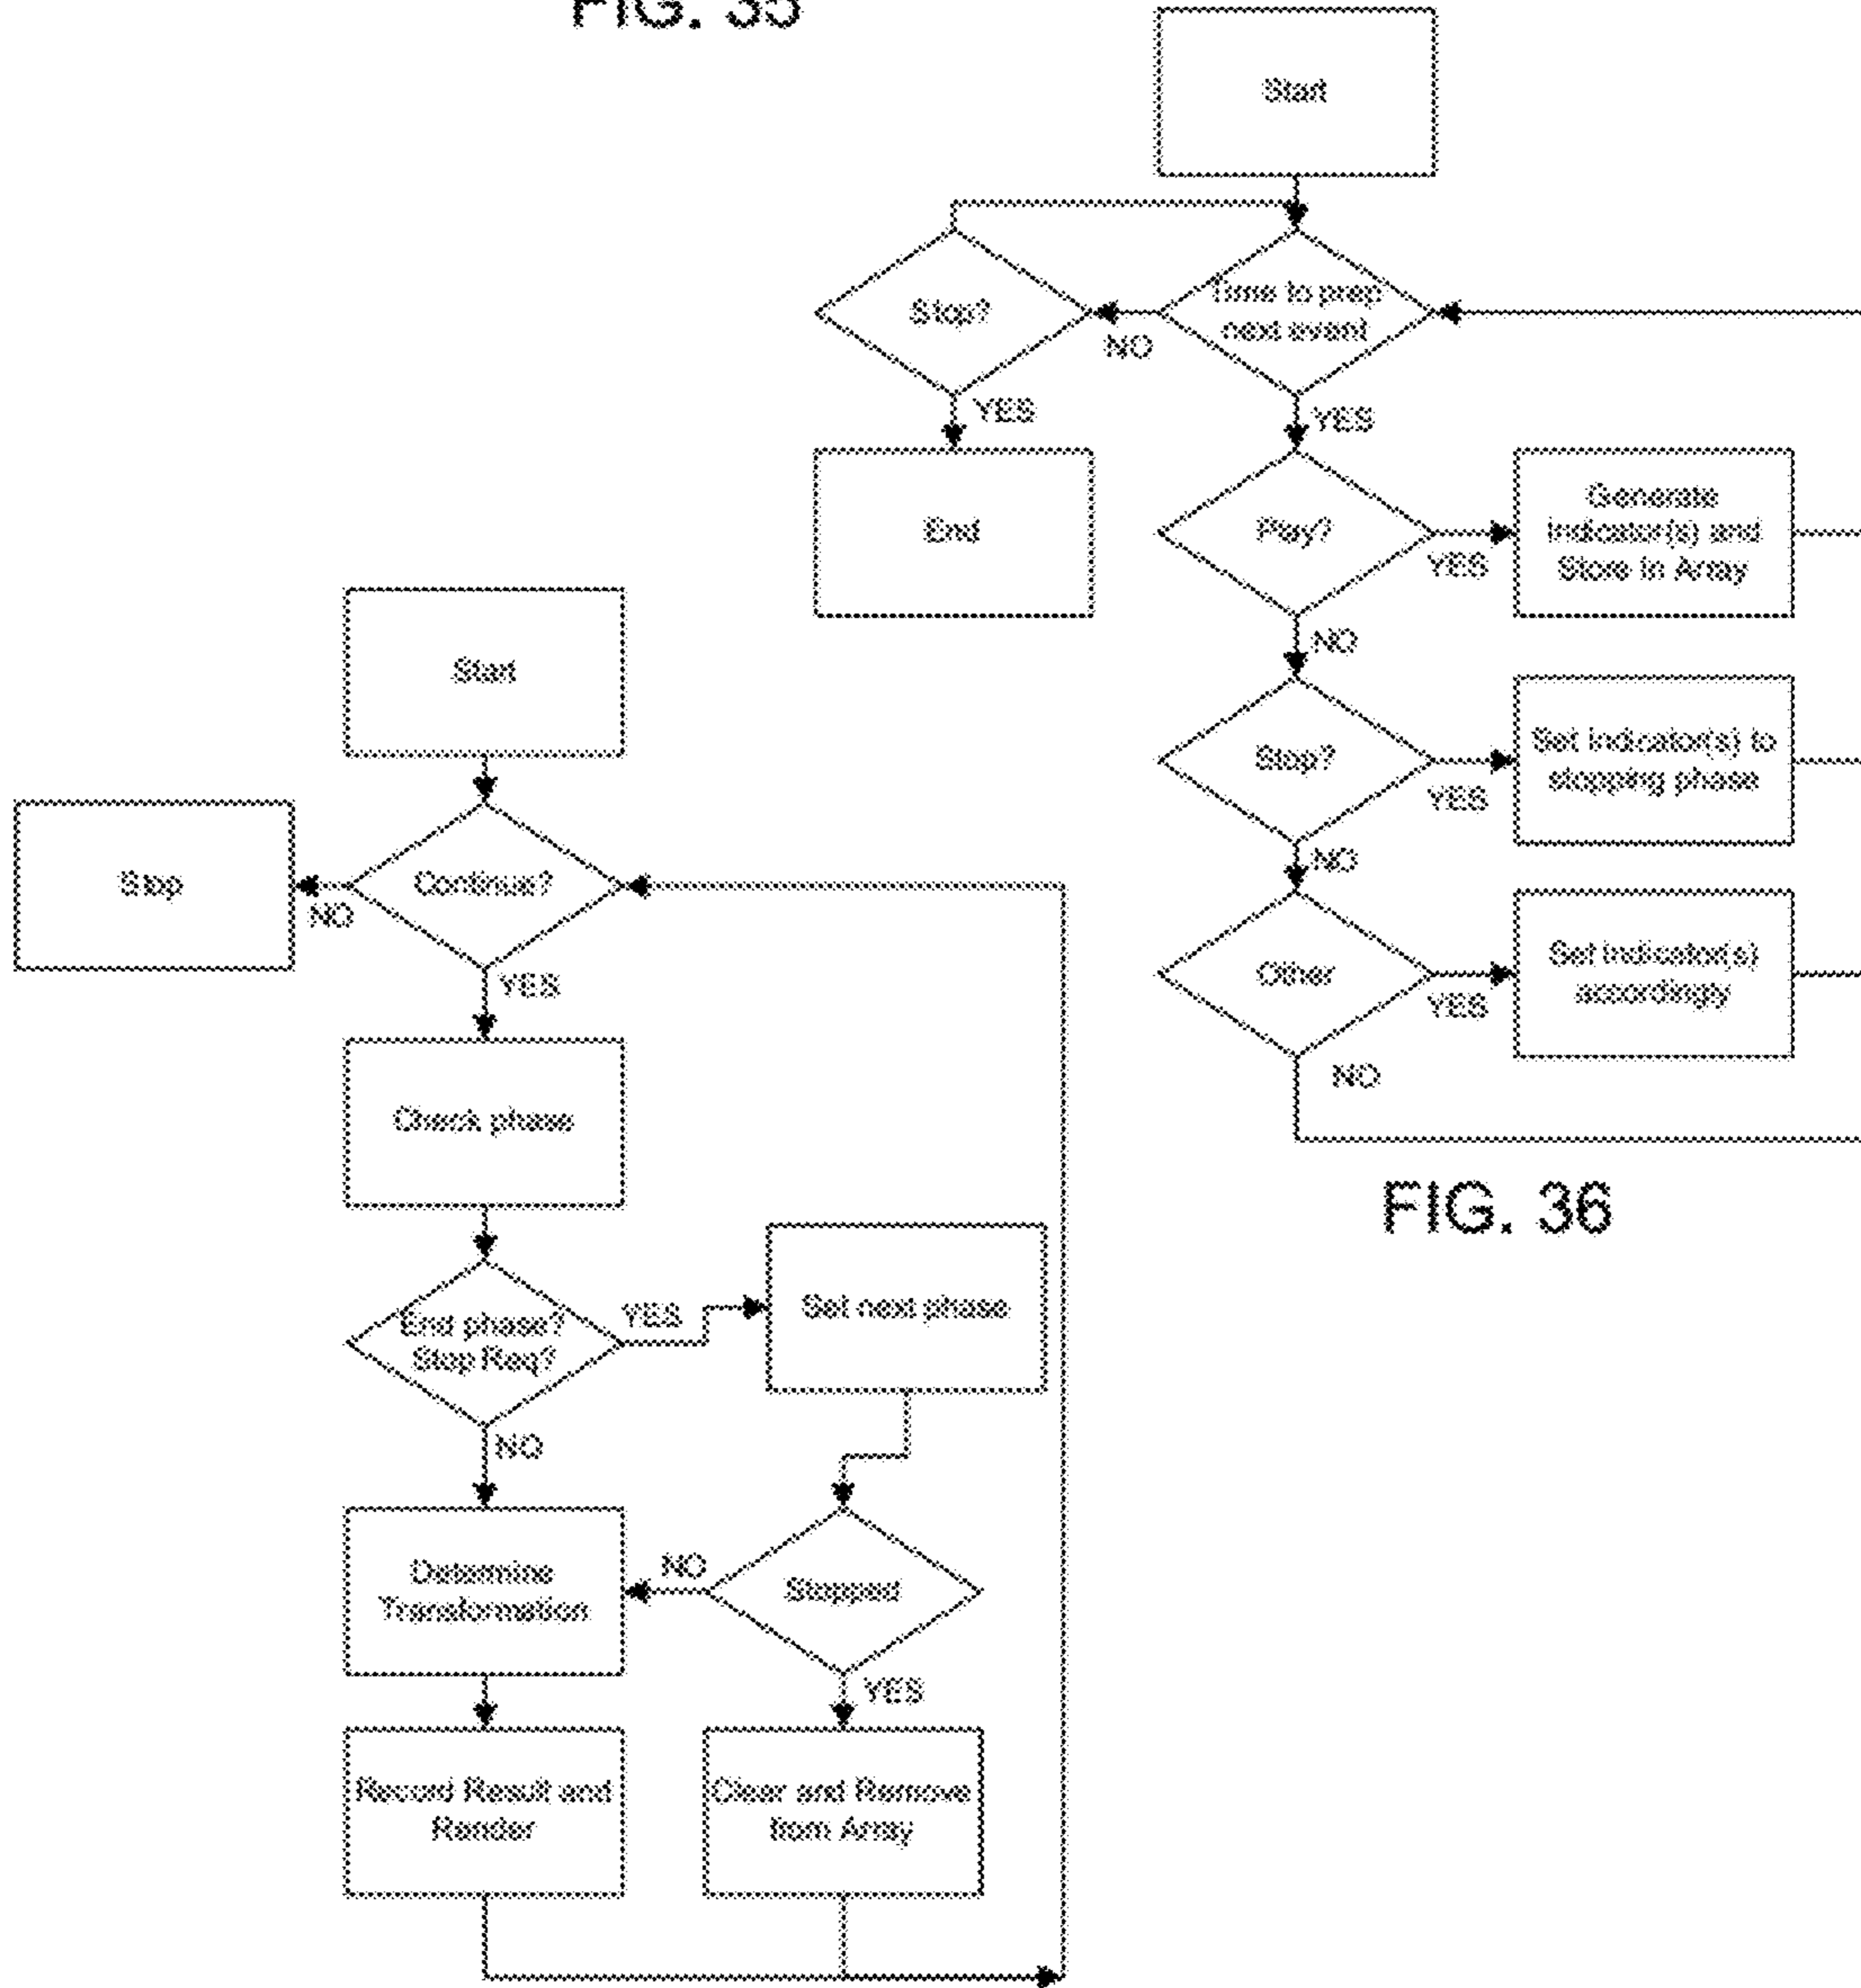 FIG. 35
Start
Time to prep
next event
Stop?
NO
YES
YES
End
Play?
YES
Generate
indicator(s) and
Store in Array
NO
Stop?
YES
Set indicator(s) to
stopping phase
NO
Other
YES
Set indicator(s)
accordingly
NO
FIG. 36
Start
Continue?
NO
Stop
YES
Check phase
End phase?
Stop Req?
YES
Set next phase
NO
Determine
Transformation
NO
Stopped
YES
Record Result and
Render
Clear and Remove
from Array